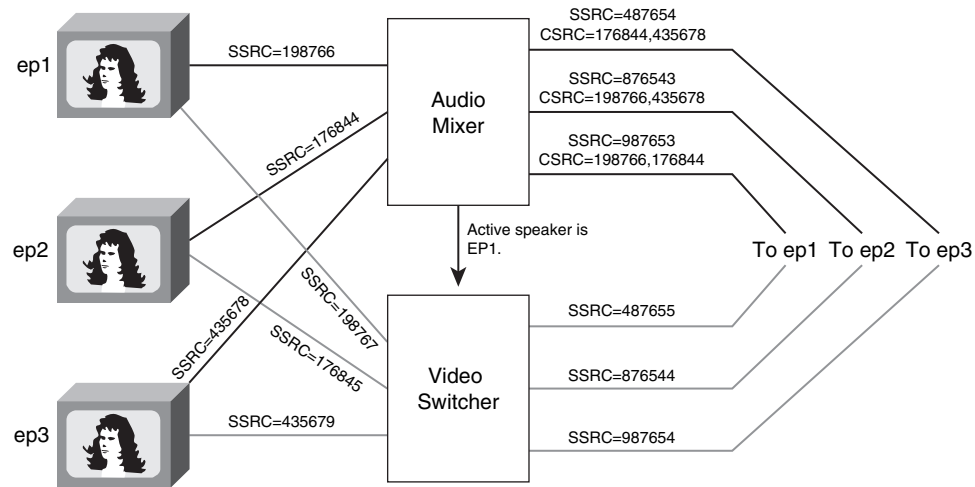 SSRC=487654
CSRC=176844,435678
ep1
SSRC=198766
SSRC=876543
CSRC=198766,435678
Audio
Mixer
SSRC=176844
SSRC=987653
CSRC=198766,176844
ep2
Active speaker is
EP1.
To ep1
To ep2
To ep3
SSRC=198767
SSRC=435678
SSRC=487655
SSRC=176845
Video
Switcher
SSRC=876544
ep3
SSRC=435679
SSRC=987654